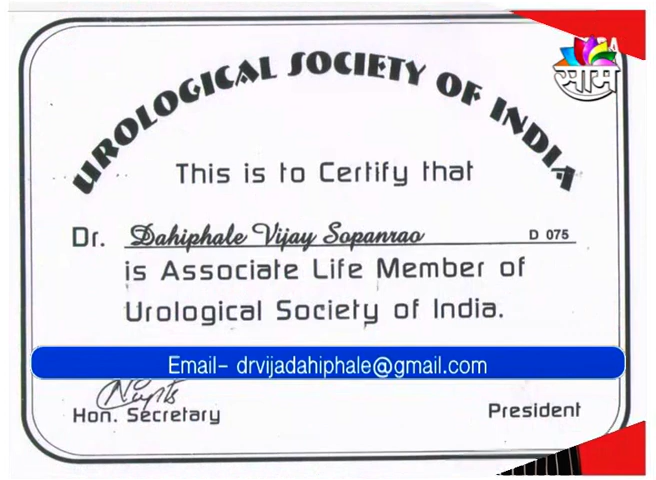 UROLOGICAL SOCIETY OF INDIA
साम
This is to Certify that
Dr. Dahiphale Vijay Sopanrao D 075
is Associate Life Member of
Urological Society of India.
Email- drvijadahiphale@gmail.com
Hon. Secretary President